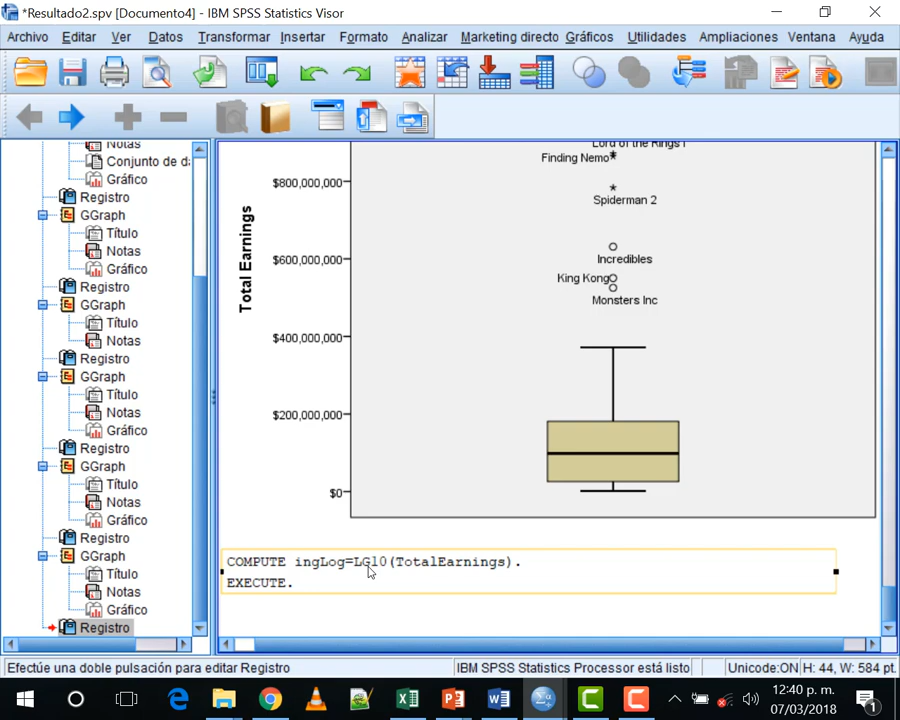 *Resultado2.spv [Documento4] - IBM SPSS Statistics Visor
Archivo Editar Ver Datos Transformar Insertar Formato Analizar Marketing directo Gráficos Utilidades Ampliaciones Ventana Ayuda
Notas
Conjunto de da
Gráfico
Registro
GGraph
Título
Notas
Gráfico
Registro
GGraph
Título
Notas
Registro
GGraph
Título
Notas
Gráfico
Registro
GGraph
Título
Notas
Gráfico
Registro
GGraph
Título
Notas
Gráfico
Registro
Total Earnings
Lord of the Rings I
Finding Nemo*
$800,000,000
*
Spiderman 2
$600,000,000
Incredibles
King Kong
Monsters Inc
$400,000,000
$200,000,000
$0
COMPUTE ingLog=LG10(TotalEarnings).
EXECUTE.
Efectúe una doble pulsación para editar Registro
IBM SPSS Statistics Processor está listo
Unicode:ON H: 44, W: 584 pt.
12:40 p. m.
07/03/2018
1